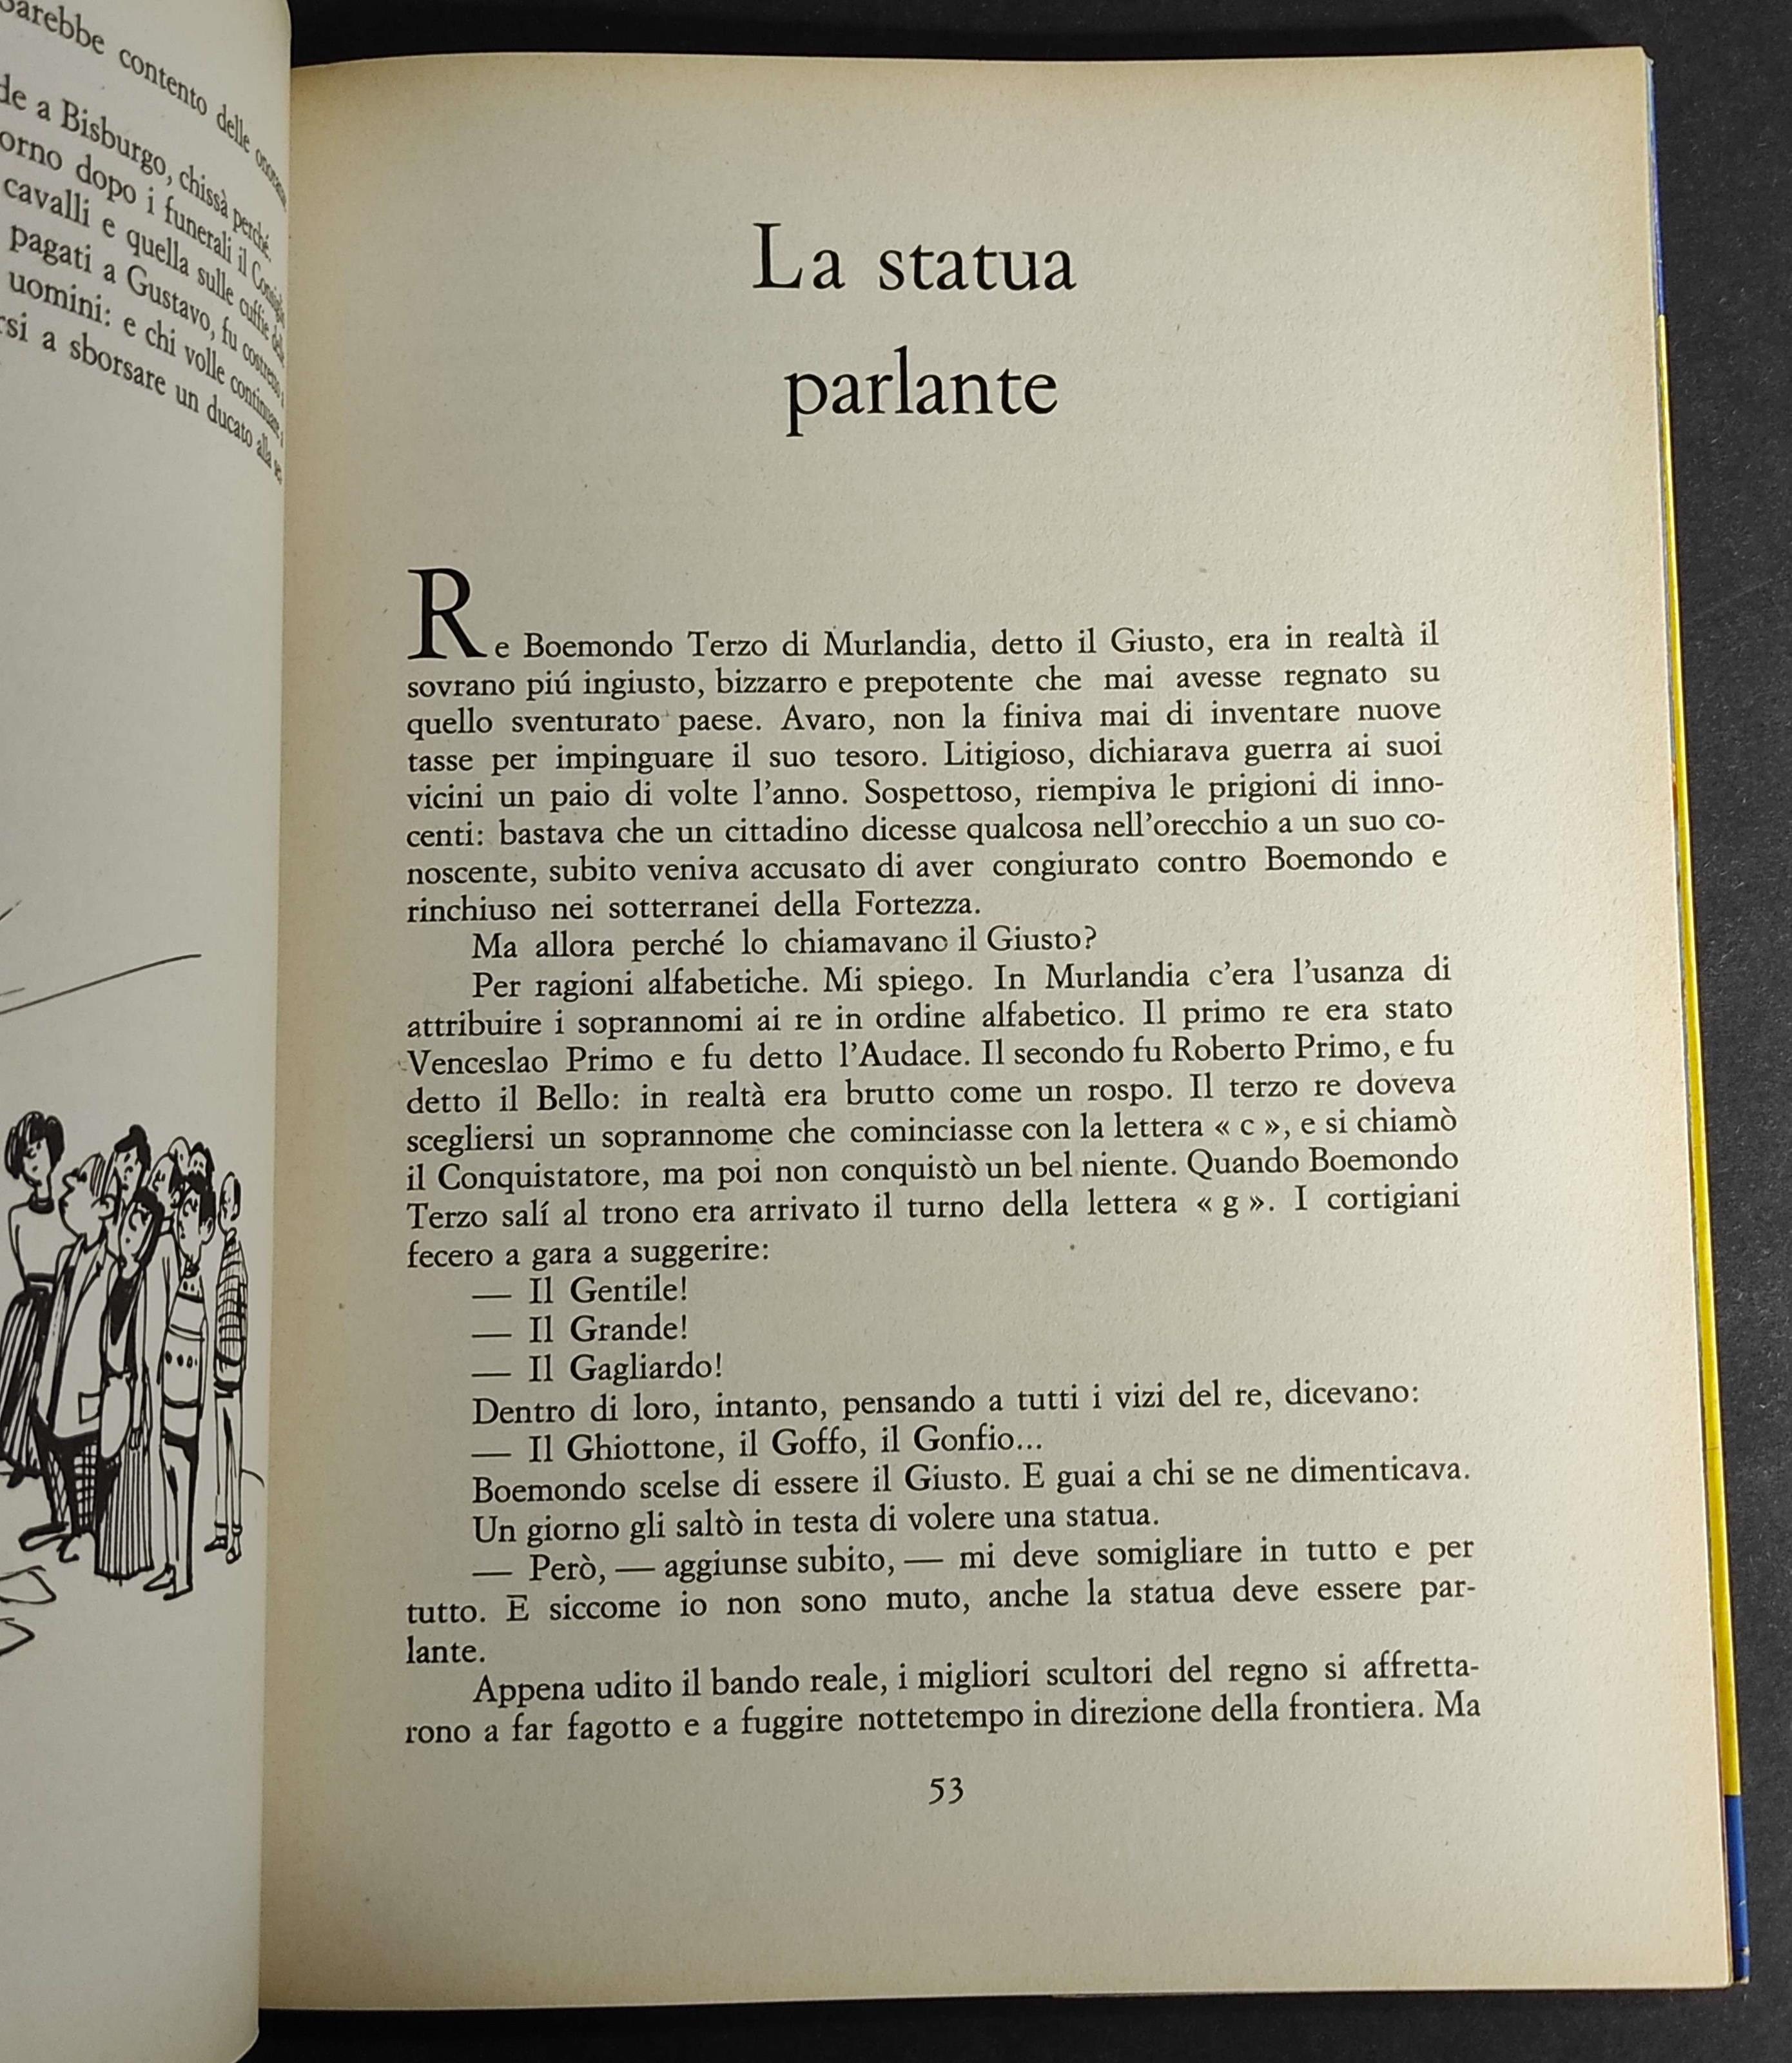 sarebbe contento delle
de a Bisburgo, chissà perché.
orno dopo i funerali il
cavalli e quella sulle cuffie
pagati a Gustavo, fu
uomini: e chi volle continuare
rsi a sborsare un ducato alla
La statua
parlante
Re Boemondo Terzo di Murlandia, detto il Giusto, era in realtà il
sovrano piú ingiusto, bizzarro e prepotente che mai avesse regnato su
quello sventurato paese. Avaro, non la finiva mai di inventare nuove
tasse per impinguare il suo tesoro. Litigioso, dichiarava guerra ai suoi
vicini un paio di volte l'anno. Sospettoso, riempiva le prigioni di inno-
centi: bastava che un cittadino dicesse qualcosa nell'orecchio a un suo co-
noscente, subito veniva accusato di aver congiurato contro Boemondo e
rinchiuso nei sotterranei della Fortezza.
Ma allora perché lo chiamavano il Giusto?
Per ragioni alfabetiche. Mi spiego. In Murlandia c'era l'usanza di
attribuire i soprannomi ai re in ordine alfabetico. Il primo re era stato
Venceslao Primo e fu detto l'Audace. Il secondo fu Roberto Primo, e fu
detto il Bello: in realtà era brutto come un rospo. Il terzo re doveva
scegliersi un soprannome che cominciasse con la lettera « c », e si chiamò
il Conquistatore, ma poi non conquistò un bel niente. Quando Boemondo
Terzo salí al trono era arrivato il turno della lettera « g ». I cortigiani
fecero a gara a suggerire:
— Il Gentile!
— Il Grande!
— Il Gagliardo!
Dentro di loro, intanto, pensando a tutti i vizi del re, dicevano:
— Il Ghiottone, il Goffo, il Gonfio...
Boemondo scelse di essere il Giusto. E guai a chi se ne dimenticava.
Un giorno gli saltò in testa di volere una statua.
— Però, — aggiunse subito, — mi deve somigliare in tutto e per
tutto. E siccome io non sono muto, anche la statua deve essere par-
lante.
Appena udito il bando reale, i migliori scultori del regno si affretta-
rono a far fagotto e a fuggire nottetempo in direzione della frontiera. Ma
53